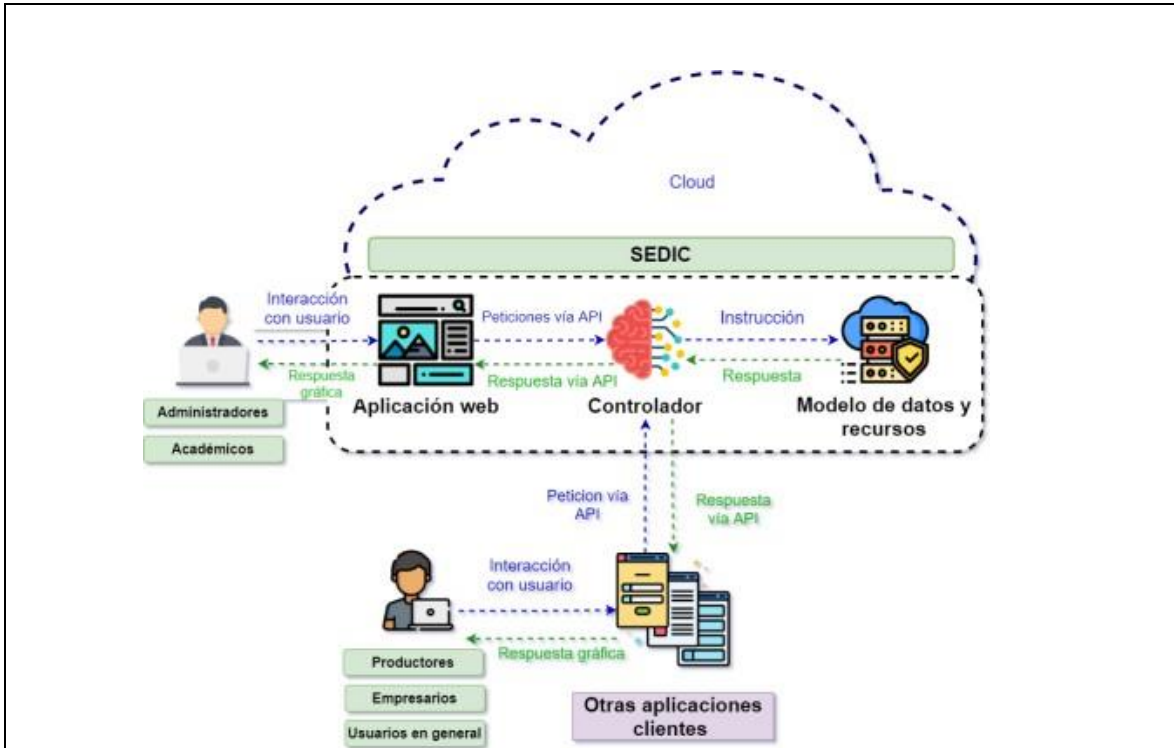 Cloud
SEDIC
Interacción
con usuario
Peticiones vía API
Instrucción
Respuesta
gráfica
Respuesta vía API
Respuesta
Aplicación web
Controlador
Modelo de datos y
recursos
Administradores
Académicos
Peticion vía
API
Respuesta
vía API
Interacción
con usuario
Respuesta gráfica
Productores
Empresarios
Usuarios en general
Otras aplicaciones
clientes